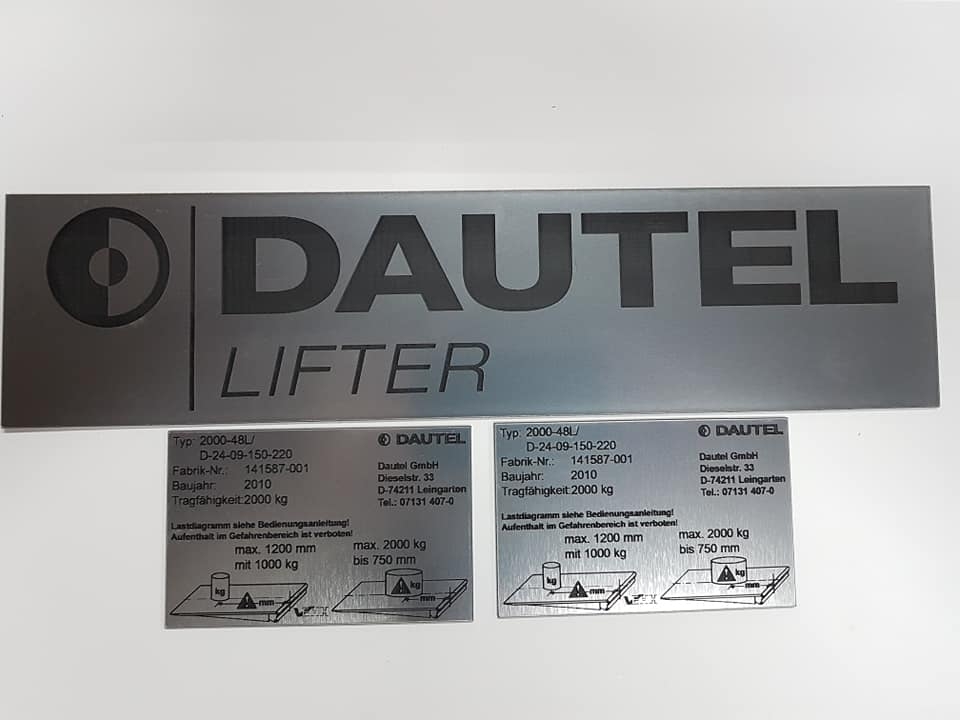 DAUTEL
LIFTER
Typ: 2000-48L/
D-24-09-150-220
Fabrik-Nr.: 141587-001
Baujahr: 2010
Tragfähigkeit:2000 kg
DAUTEL
Dautel GmbH
Dieselstr. 33
D-74211 Leingarten
Tel.: 07131 407-0
Lastdiagramm siehe Bedienungsanleitung!
Aufenthalt im Gefahrenbereich ist verboten!
max. 1200 mm
mit 1000 kg
max. 2000 kg
bis 750 mm
kg
mm
kg
mm
Typ: 2000-48L/
D-24-09-150-220
Fabrik-Nr.: 141587-001
Baujahr: 2010
Tragfähigkeit:2000 kg
DAUTEL
Dautel GmbH
Dieselstr. 33
D-74211 Leingarten
Tel.: 07131 407-0
Lastdiagramm siehe Bedienungsanleitung!
Aufenthalt im Gefahrenbereich ist verboten!
max. 1200 mm
mit 1000 kg
max. 2000 kg
bis 750 mm
kg
mm
kg
mm